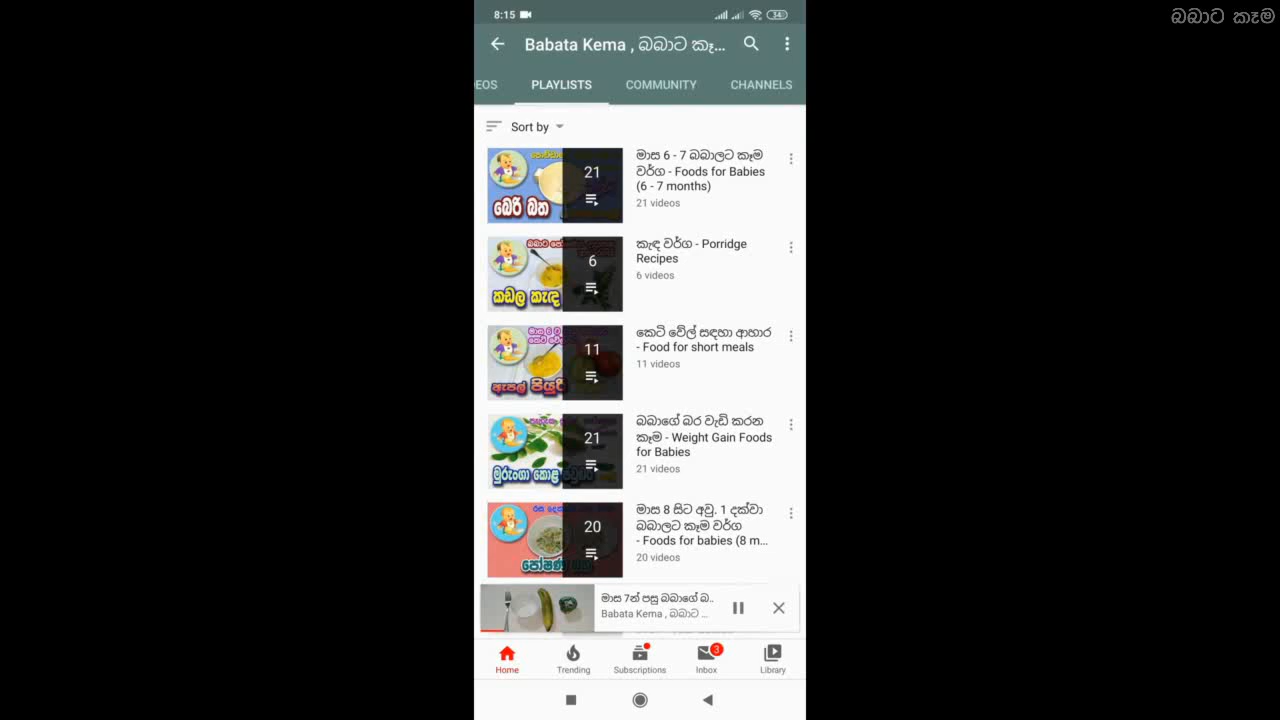 බබාට කෑම
8:15
34
Babata Kema , බබාට කෑ...
EOS PLAYLISTS COMMUNITY CHANNELS
Sort by
21
බෙරි බත
මාස 6 - 7 බබාලට කෑම
වර්ග - Foods for Babies
(6 - 7 months)
21 videos
6
කඩල කැඳ
කැඳ වර්ග - Porridge
Recipes
6 videos
11
ඇපල් පියුරි
කෙටි වේල් සඳහා ආහාර
- Food for short meals
11 videos
21
මුරුංගා කොළ
බබාගේ බර වැඩි කරන
කෑම - Weight Gain Foods
for Babies
21 videos
20
මාස 8 සිට අවු. 1 දක්වා
බබාලට කෑම වර්ග
- Foods for babies (8 m...
20 videos
මාස 7න් පසු බබාගේ බ..
Babata Kema , බබාට ...
3
Home Trending Subscriptions Inbox Library